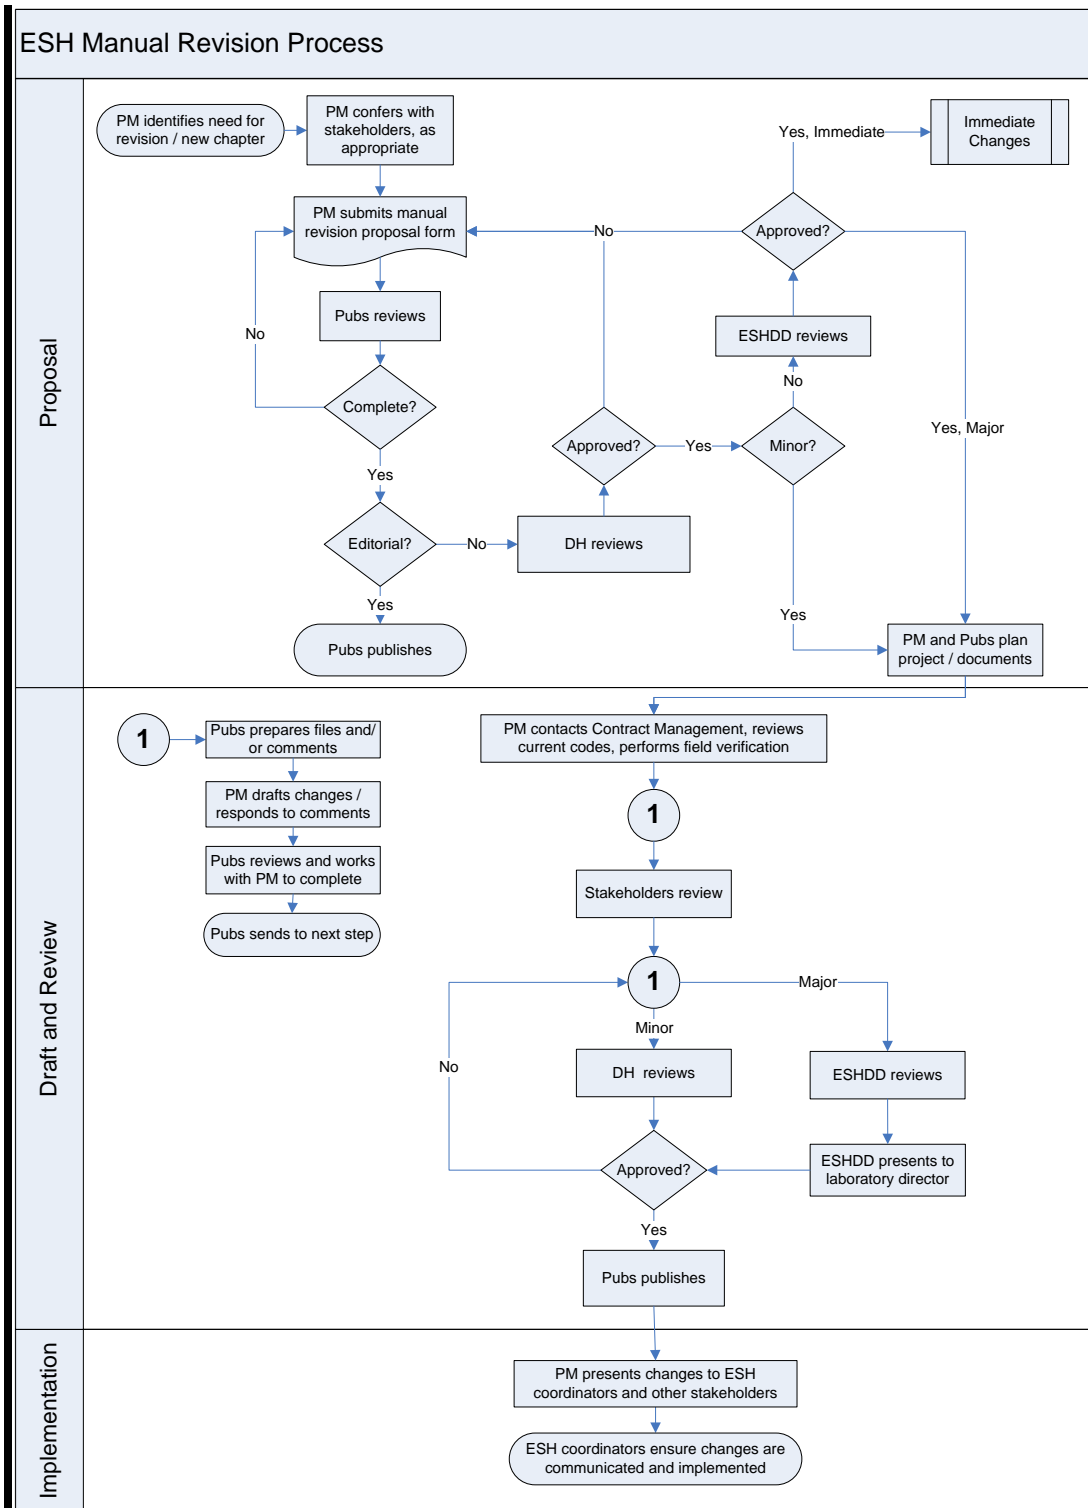 ESH Manual Revision Process
Proposal
PM identifies need for
revision / new chapter
PM confers with
stakeholders, as
appropriate
Yes, Immediate
Immediate
Changes
PM submits manual
revision proposal form
No
Approved?
Pubs reviews
No
ESHDD reviews
No
Complete?
Approved?
Yes
Minor?
Yes, Major
Yes
Editorial?
No
DH reviews
Yes
Yes
Pubs publishes
PM and Pubs plan
project / documents
Draft and Review
1
Pubs prepares files and/
or comments
PM drafts changes /
responds to comments
Pubs reviews and works
with PM to complete
Pubs sends to next step
PM contacts Contract Management, reviews
current codes, performs field verification
1
Stakeholders review
1
Major
Minor
No
DH  reviews
ESHDD reviews
Approved?
ESHDD presents to
laboratory director
Yes
Pubs publishes
Implementation
PM presents changes to ESH
coordinators and other stakeholders
ESH coordinators ensure changes are
communicated and implemented